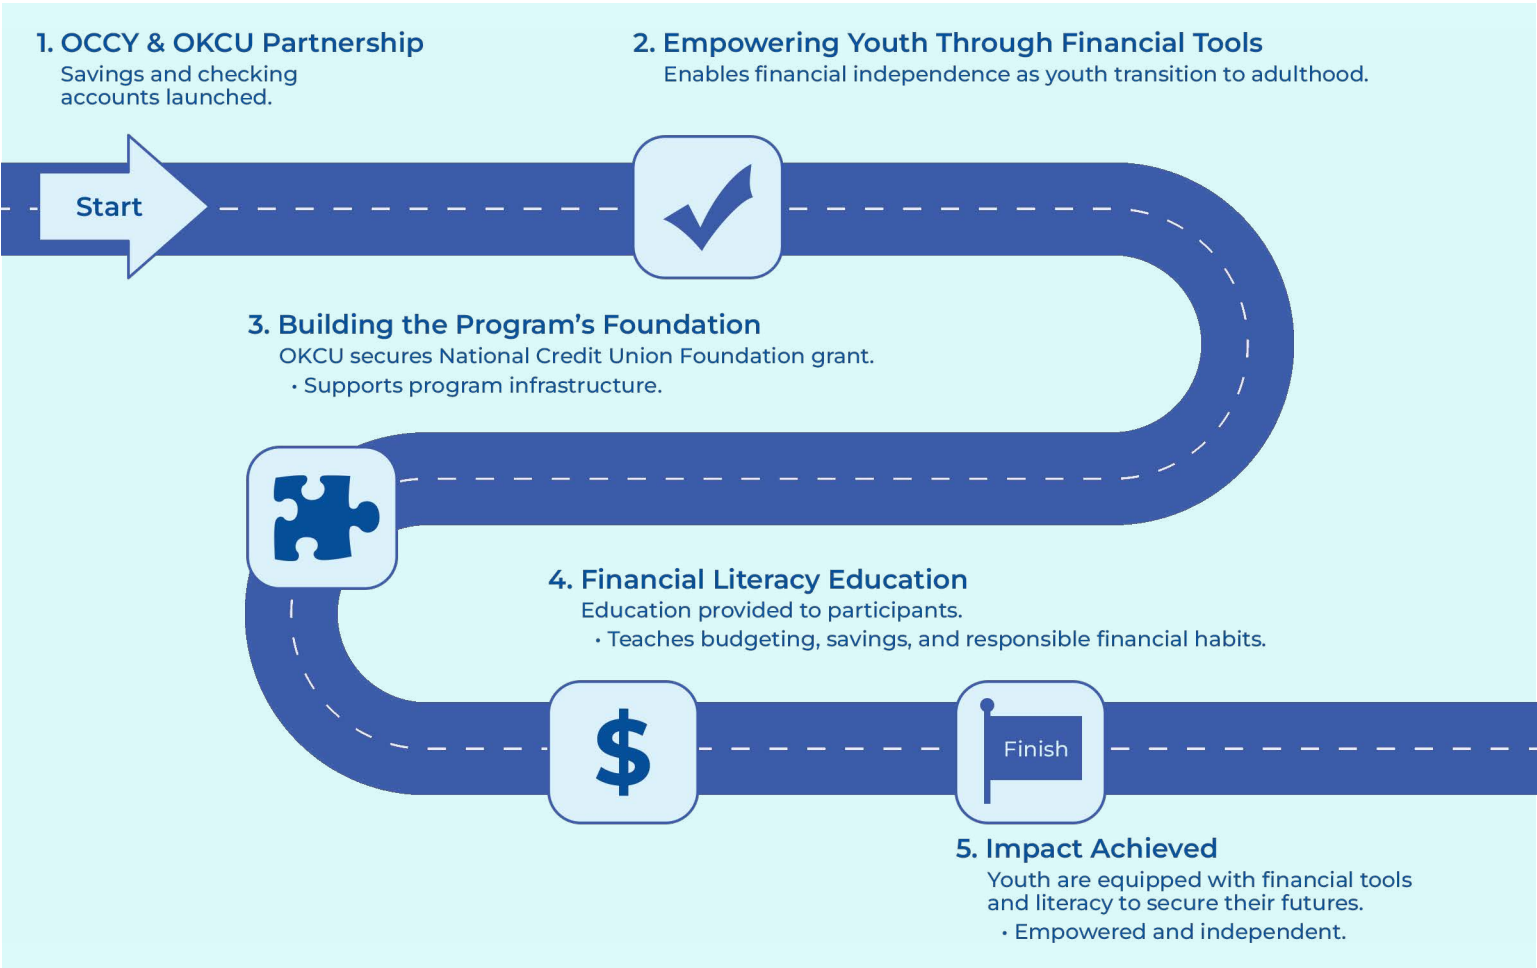 1. OCCY & OKCU Partnership
Savings and checking
accounts launched.
2. Empowering Youth Through Financial Tools
Enables financial independence as youth transition to adulthood.
Start
3. Building the Program’s Foundation
OKCU secures National Credit Union Foundation grant.
• Supports program infrastructure.
4. Financial Literacy Education
Education provided to participants.
• Teaches budgeting, savings, and responsible financial habits.
$
Finish
5. Impact Achieved
Youth are equipped with financial tools
and literacy to secure their futures.
• Empowered and independent.